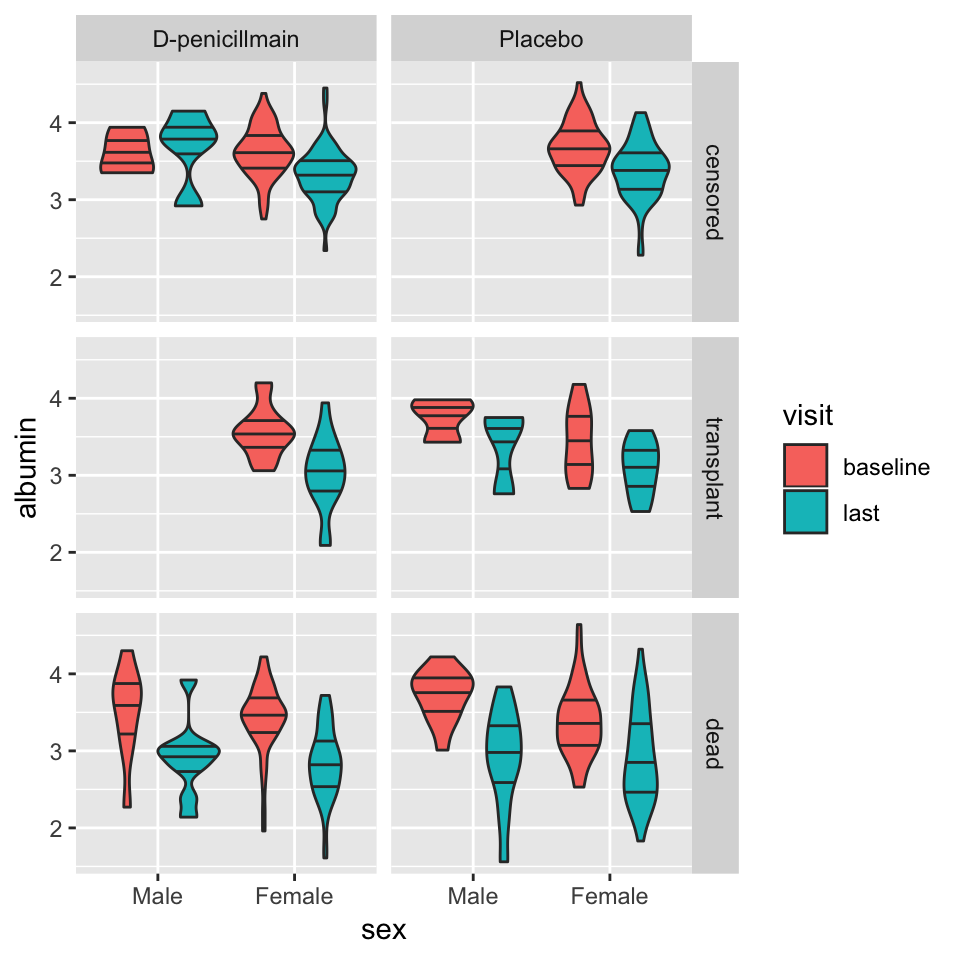 D-penicillmain
Placebo
4
3
2
censored
4
3
2
transplant
4
3
2
dead
albumin
Male
Female
Male
Female
sex
visit
baseline
last